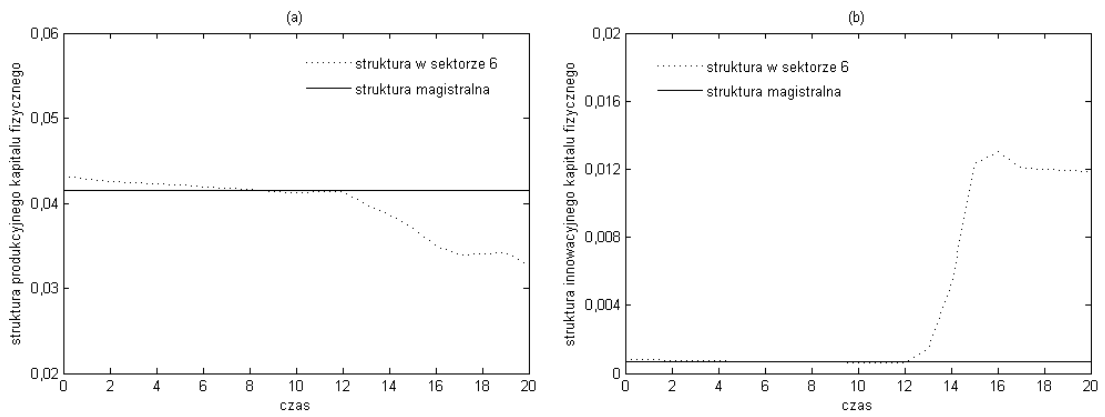 (a)
struktura produkcyjnego kapitału fizycznego
0,06
0,05
0,04
0,03
0,02
struktura w sektorze 6
struktura magistralna
0 2 4 6 8 10 12 14 16 18 20
czas
(b)
struktura innowacyjnego kapitału fizycznego
0,02
0,016
0,012
0,008
0,004
0
struktura w sektorze 6
struktura magistralna
0 2 4 6 8 10 12 14 16 18 20
czas